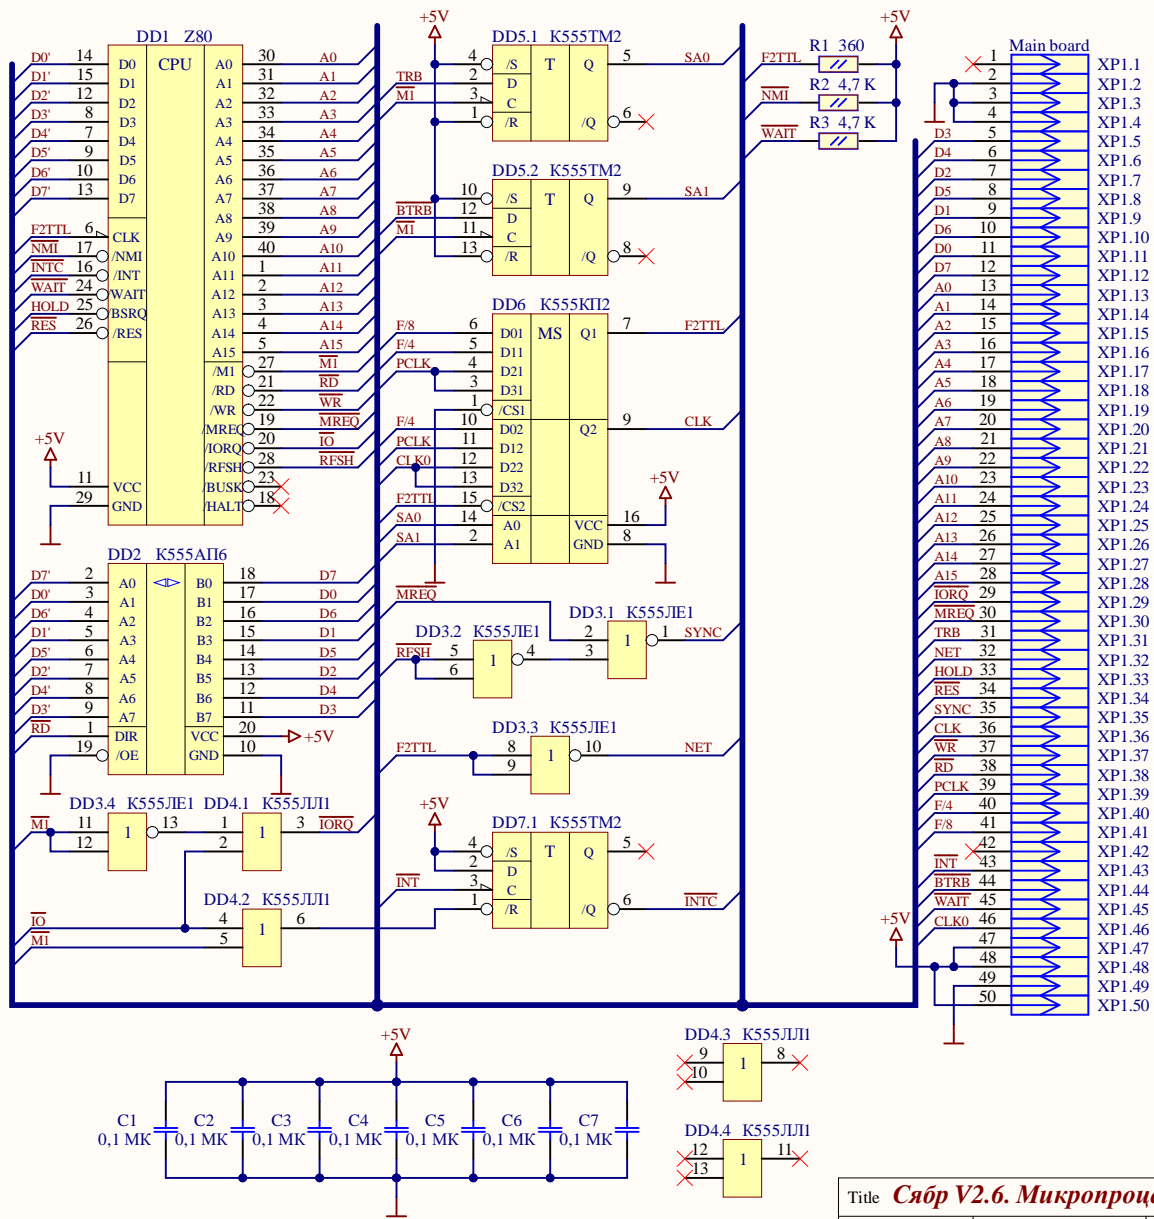 DD1 Z80
CPU
D0' 14 D0
D1' 15 D1
D2' 12 D2
D3' 8 D3
D4' 7 D4
D5' 9 D5
D6' 10 D6
D7' 13 D7
F2TTL 6 CLK
NMI 17 /NMI
INTC 16 /INT
WAIT 24 /WAIT
HOLD 25 /BSRQ
RES 26 /RES
+5V
11 VCC
29 GND
A0 30 A0
A1 31 A1
A2 32 A2
A3 33 A3
A4 34 A4
A5 35 A5
A6 36 A6
A7 37 A7
A8 38 A8
A9 39 A9
A10 40 A10
A11 1 A11
A12 2 A12
A13 3 A13
A14 4 A14
A15 5 A15
/M1 27 M1
/RD 21 RD
/WR 22 WR
/MREQ 19 MREQ
/IORQ 20 IO
/RFSH 28 RFSH
/BUSK 23
/HALT 18
DD2 К555АП6
D7' 2 A0 B0 18 D7
D0' 3 A1 B1 17 D0
D6' 4 A2 B2 16 D6
D1' 5 A3 B3 15 D1
D5' 6 A4 B4 14 D5
D2' 7 A5 B5 13 D2
D4' 8 A6 B6 12 D4
D3' 9 A7 B7 11 D3
RD 1 DIR VCC 20 +5V
19 /OE GND 10
DD3.4 К555ЛЕ1
M1 11 1 13
12
DD4.1 К555ЛЛ1
1 1 3 IORQ
2
DD4.2 К555ЛЛ1
IO 4 1 6
M1 5
+5V
DD5.1 К555ТМ2
4 /S T Q 5 SA0
TRB 2 D
M1 3 C
1 /R /Q 6
DD5.2 К555ТМ2
10 /S T Q 9 SA1
BTRB 12 D
M1 11 C
13 /R /Q 8
DD6 К555КП2
F/8 6 D01 MS Q1 7 F2TTL
F/4 5 D11
PCLK 4 D21
3 D31
1 /CS1
F/4 10 D02 Q2 9 CLK
PCLK 11 D12
CLK0 12 D22
13 D32
F2TTL 15 /CS2
SA0 14 A0 VCC 16 +5V
SA1 2 A1 GND 8
MREQ
DD3.1 К555ЛЕ1
2 1 1 SYNC
3
DD3.2 К555ЛЕ1
RFSH 5 1 4
6
DD3.3 К555ЛЕ1
F2TTL 8 1 10 NET
9
+5V
DD7.1 К555ТМ2
4 /S T Q 5
2 D
INT 3 C
1 /R /Q 6 INTC
+5V
R1 360
F2TTL
R2 4,7 K
NMI
R3 4,7 K
WAIT
Main board
1 XP1.1
2 XP1.2
3 XP1.3
4 XP1.4
D3 5 XP1.5
D4 6 XP1.6
D2 7 XP1.7
D5 8 XP1.8
D1 9 XP1.9
D6 10 XP1.10
D0 11 XP1.11
D7 12 XP1.12
A0 13 XP1.13
A1 14 XP1.14
A2 15 XP1.15
A3 16 XP1.16
A4 17 XP1.17
A5 18 XP1.18
A6 19 XP1.19
A7 20 XP1.20
A8 21 XP1.21
A9 22 XP1.22
A10 23 XP1.23
A11 24 XP1.24
A12 25 XP1.25
A13 26 XP1.26
A14 27 XP1.27
A15 28 XP1.28
IORQ 29 XP1.29
MREQ 30 XP1.30
TRB 31 XP1.31
NET 32 XP1.32
HOLD 33 XP1.33
RES 34 XP1.34
SYNC 35 XP1.35
CLK 36 XP1.36
WR 37 XP1.37
RD 38 XP1.38
PCLK 39 XP1.39
F/4 40 XP1.40
F/8 41 XP1.41
42 XP1.42
INT 43 XP1.43
BTRB 44 XP1.44
WAIT 45 XP1.45
CLK0 46 XP1.46
+5V 47 XP1.47
48 XP1.48
49 XP1.49
50 XP1.50
+5V
C1 C2 C3 C4 C5 C6 C7
0,1 МК 0,1 МК 0,1 МК 0,1 МК 0,1 МК 0,1 МК 0,1 МК
DD4.3 К555ЛЛ1
9 1 8
10
DD4.4 К555ЛЛ1
12 1 11
13
Title Сябр V2.6. Микропроце